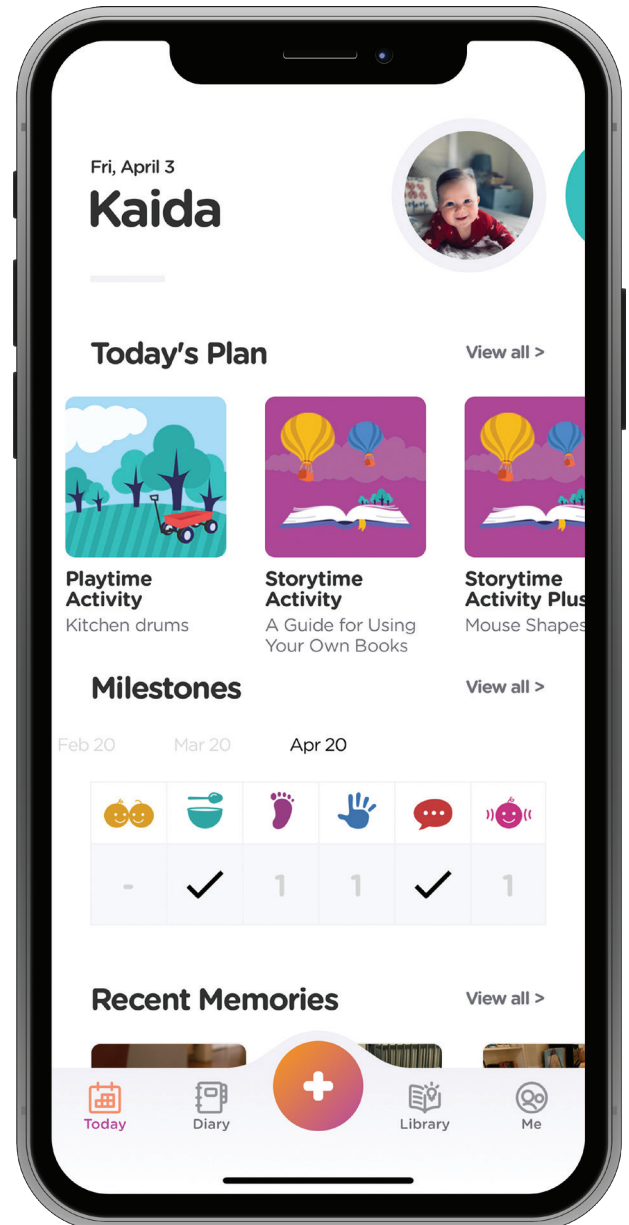 Fri, April 3
Kaida
Today's Plan
View all >
Playtime
Activity
Kitchen drums
Storytime
Activity
A Guide for Using
Your Own Books
Storytime
Activity Plus
Mouse Shapes
Milestones
View all >
Feb 20
Mar 20
Apr 20
- 1 1 1
Recent Memories
View all >
Today
Diary
Library
Me